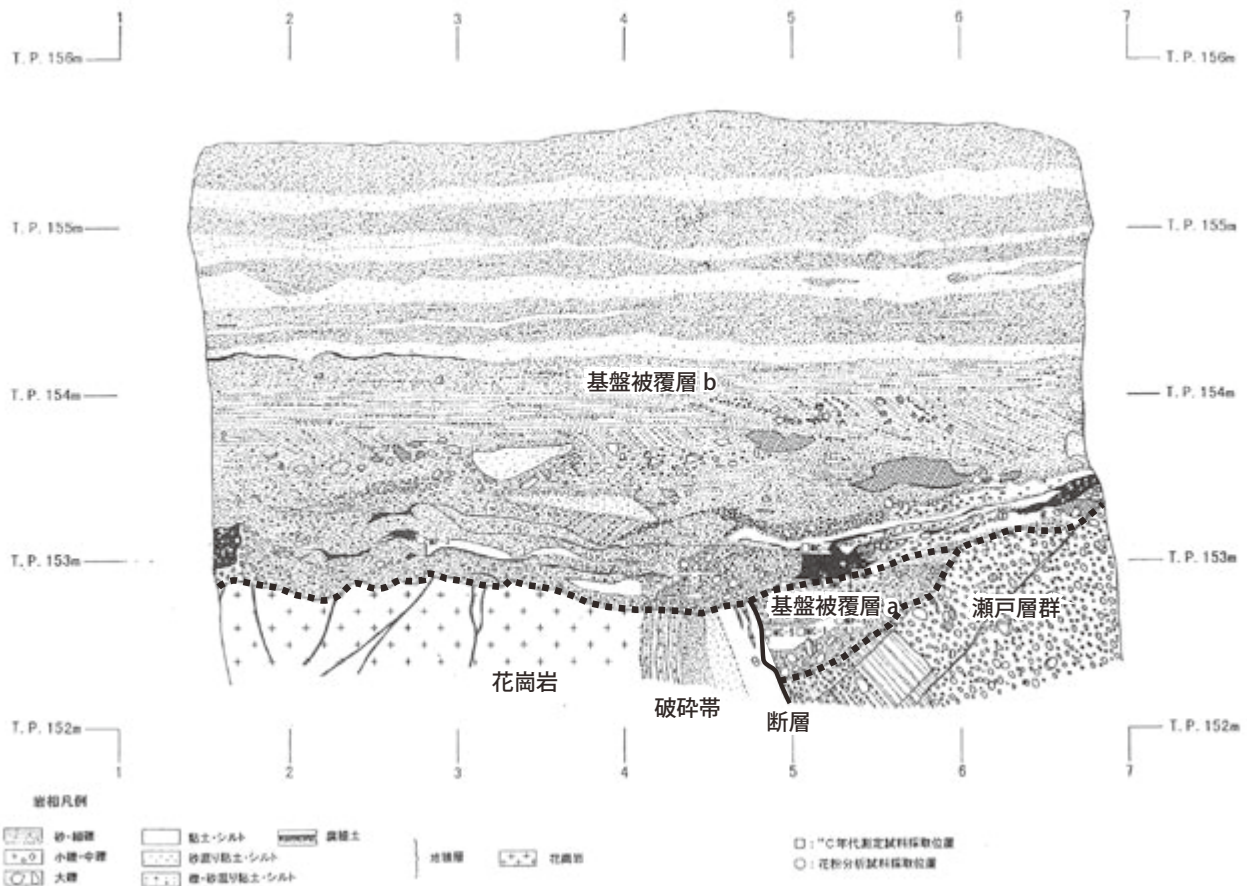 1 2 3 4 5 6 7
T.P.156m T.P.156m
T.P.155m T.P.155m
基盤被覆層 b
T.P.154m T.P.154m
T.P.153m T.P.153m
基盤被覆層 a 瀬戸層群
花崗岩
破砕帯
断層
T.P.152m T.P.152m
1 2 3 4 5 6 7
岩相凡例
砂・細礫 粘土・シルト 腐植土
小礫・中礫 砂混り粘土・シルト 堆積層 花崗岩
大礫 礫・砂混り粘土・シルト
□:¹⁴C年代測定試料採取位置
○:花粉分析試料採取位置